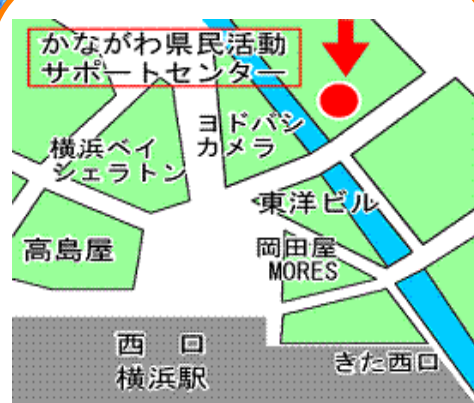 かながわ県民活動
サポートセンター
ヨドバシ
カメラ
横浜ベイ
シェラトン
東洋ビル
高島屋
岡田屋
MORES
西口
横浜駅
きた西口